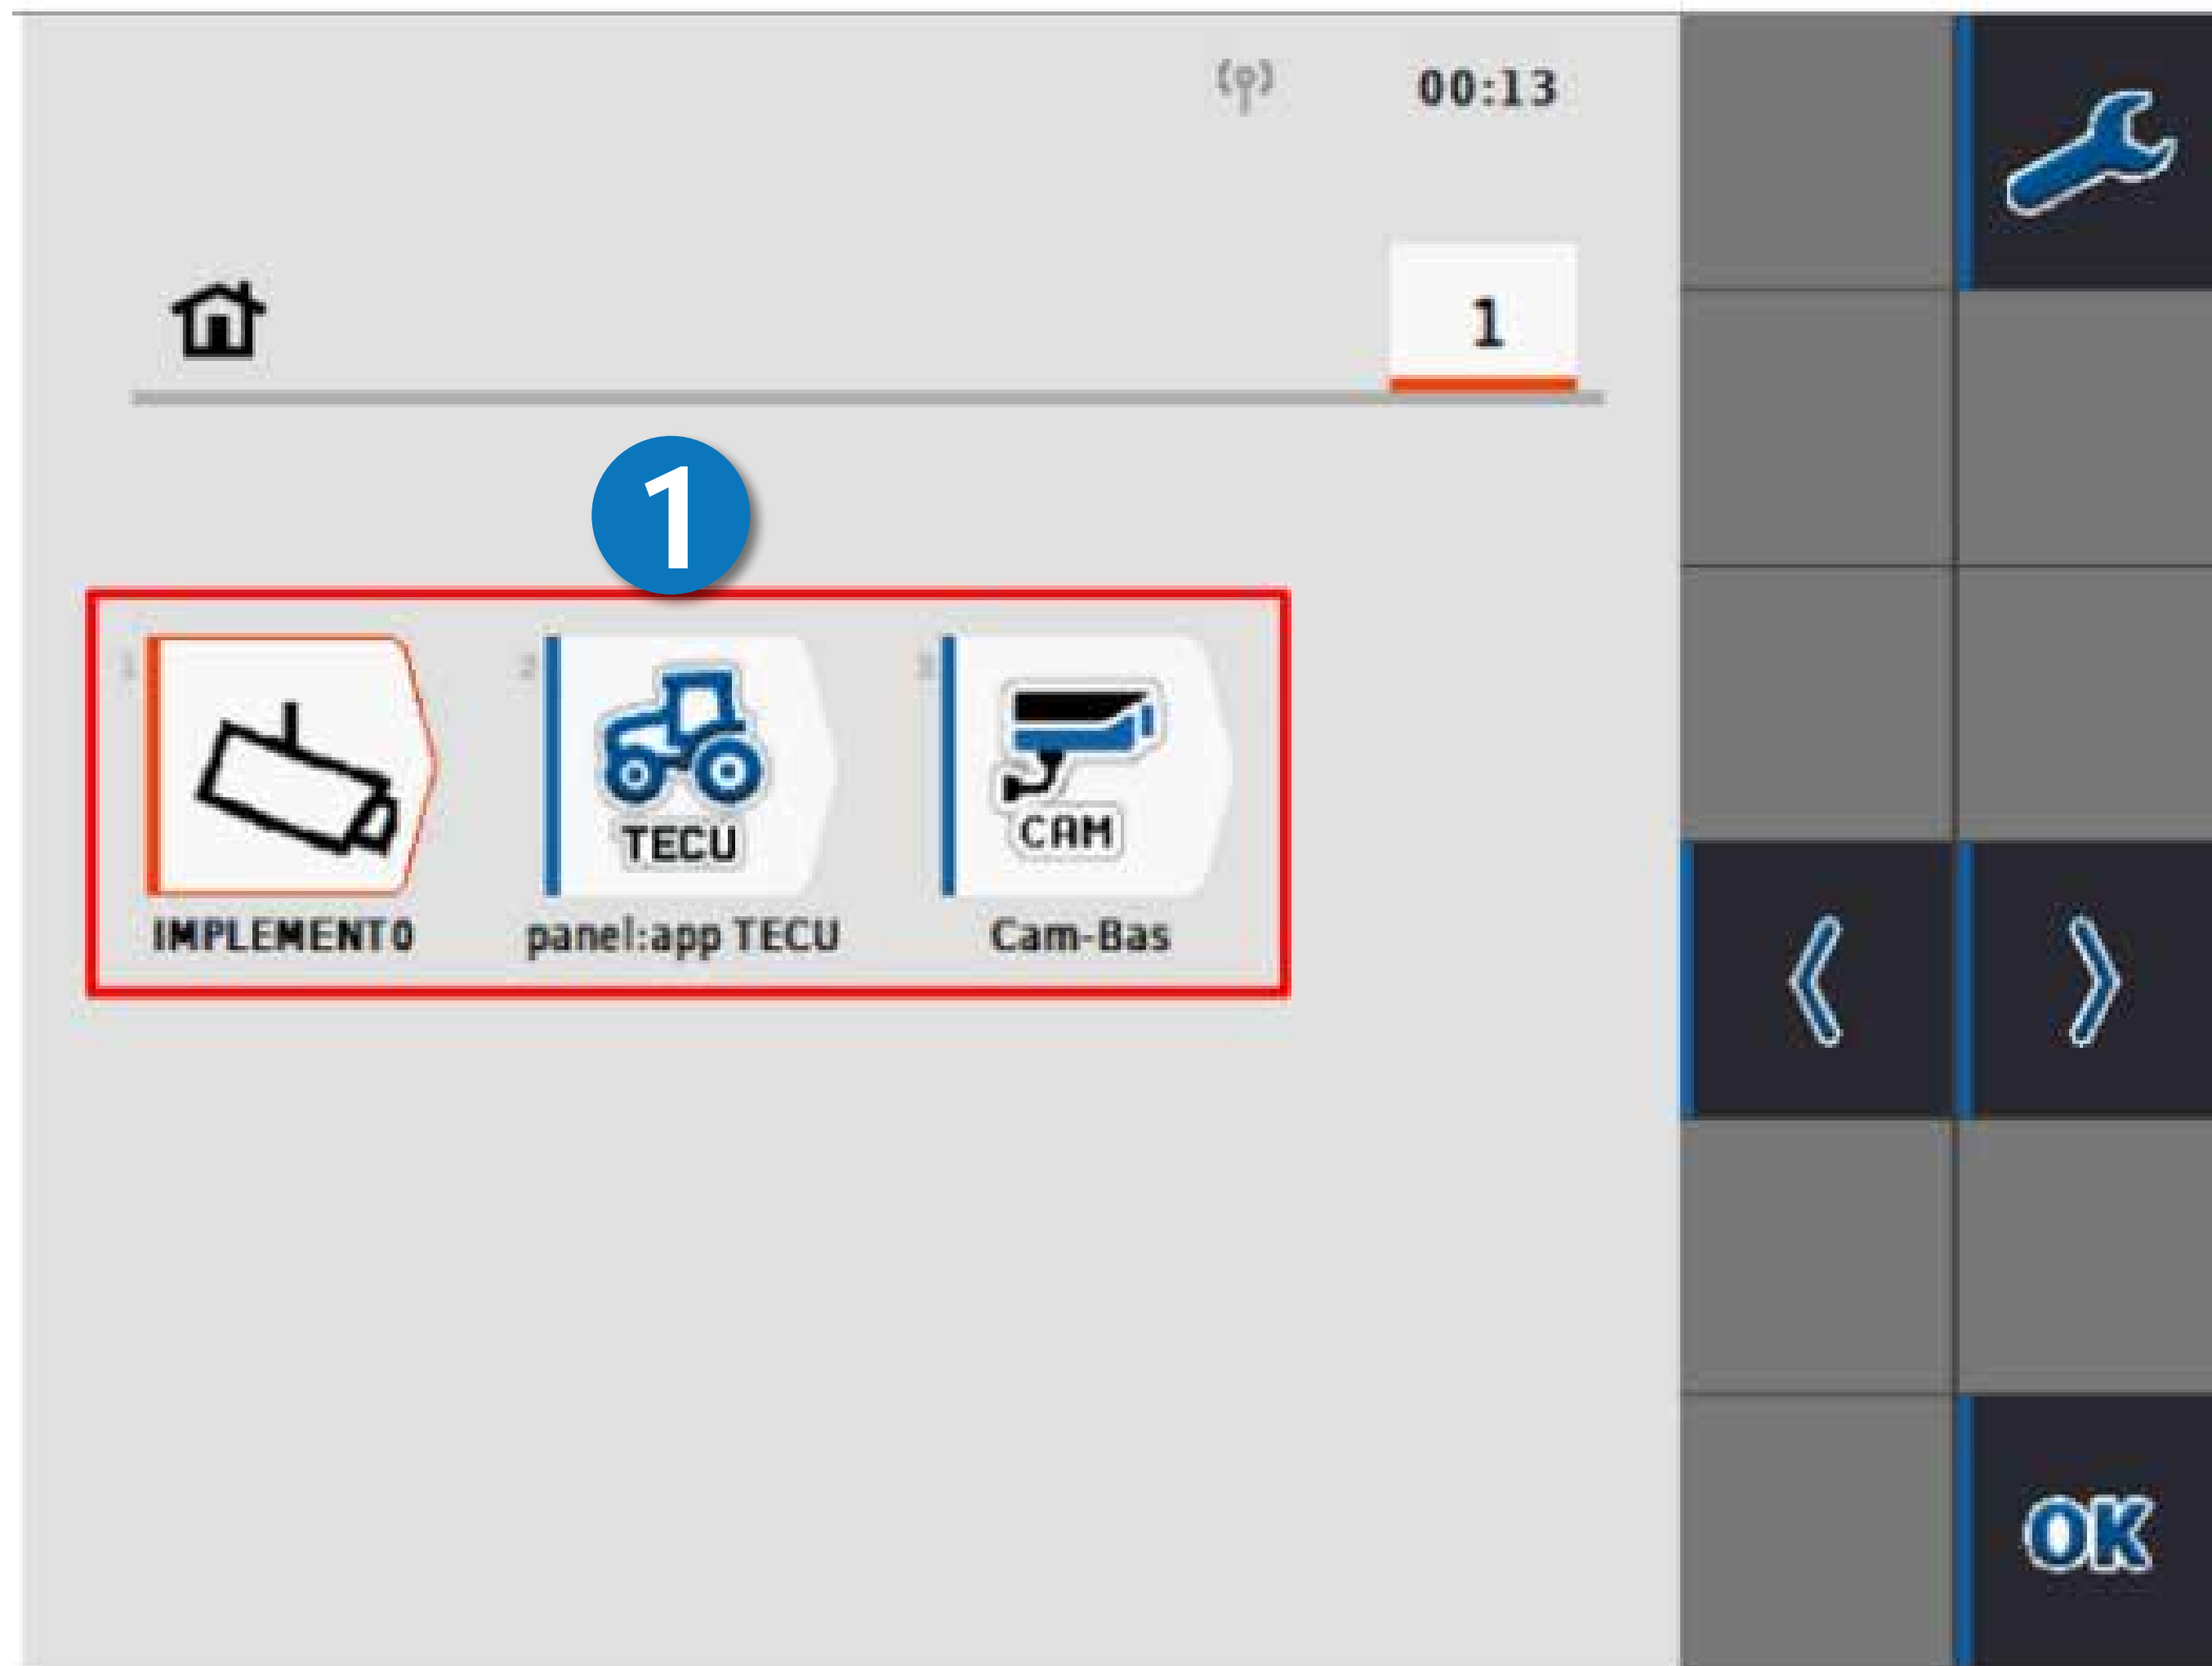 00:13
1
1
TECU
CAM
IMPLEMENTO
panel:app TECU
Cam-Bas
OK